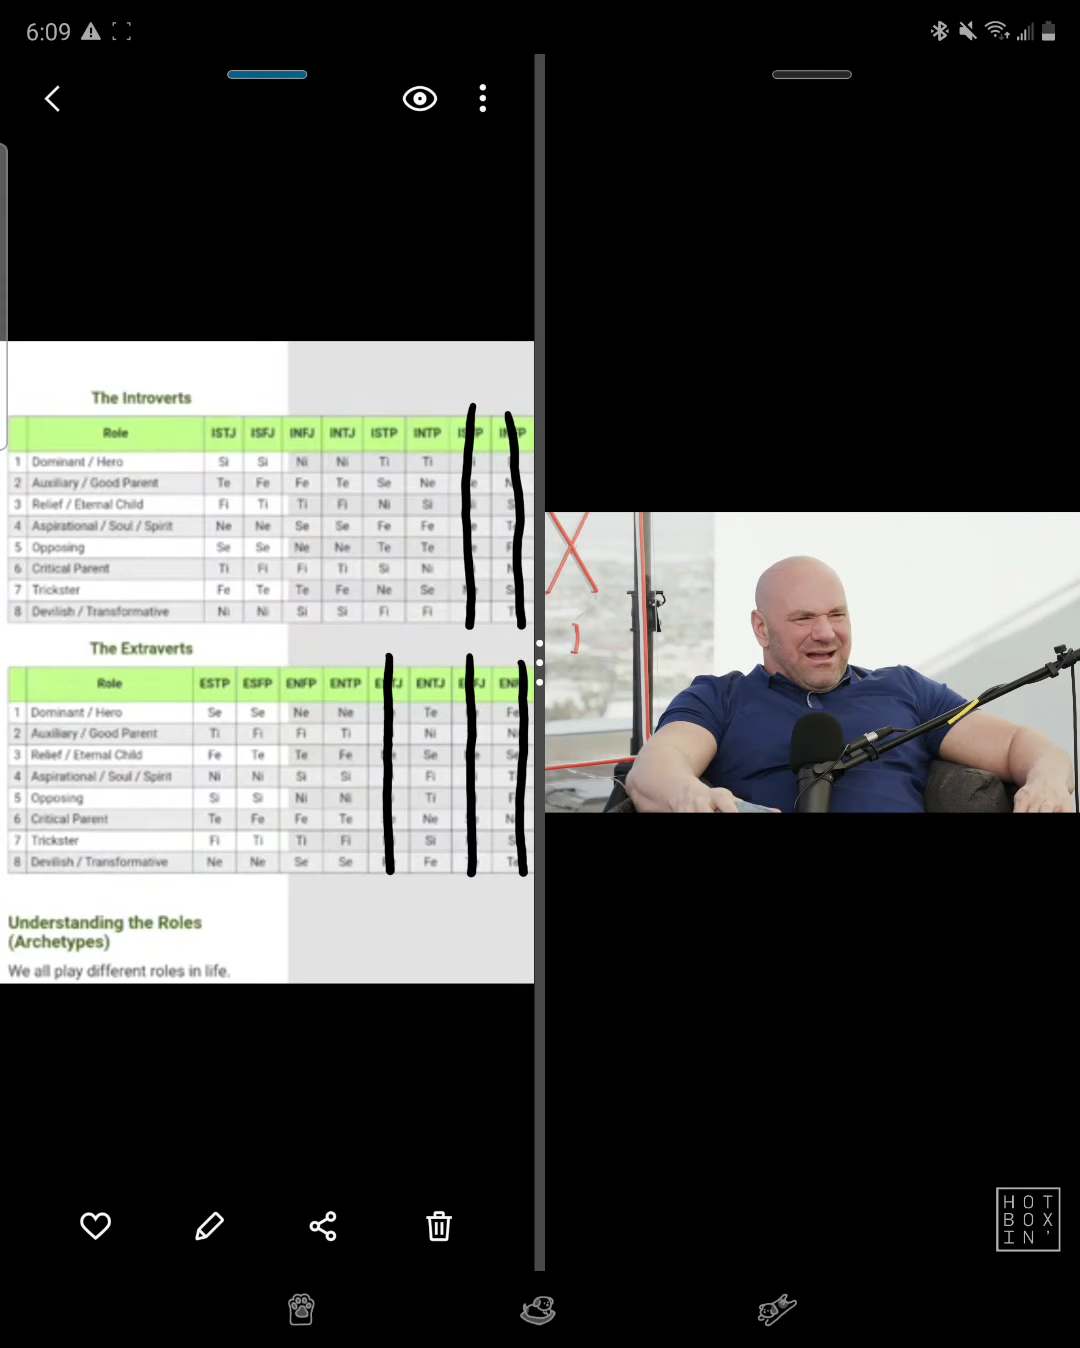 6:09
The Introverts
Role ISTJ ISFJ INFJ INTJ ISTP INTP
1 Dominant / Hero Si Si Ni Ni Ti Ti
2 Auxiliary / Good Parent Te Fe Fe Te Se Ne
3 Relief / Eternal Child Fi Ti Ti Fi Ni Si
4 Aspirational / Soul / Spirit Ne Ne Se Se Fe Fe
5 Opposing Se Se Ne Ne Te Te
6 Critical Parent Ti Fi Fi Ti Si Ni
7 Trickster Fe Te Te Fe Ne Se
8 Devilish / Transformative Ni Ni Si Si Fi Fi
The Extraverts
Role ESTP ESFP ENFP ENTP ENTJ
1 Dominant / Hero Se Se Ne Ne Te Fe
2 Auxiliary / Good Parent Ti Fi Fi Ti Ni
3 Relief / Eternal Child Fe Te Te Fe Se
4 Aspirational / Soul / Spirit Ni Ni Si Si Fi
5 Opposing Si Si Ni Ni Ti
6 Critical Parent Te Fe Fe Te Ne
7 Trickster Fi Ti Ti Fi Si
8 Devilish / Transformative Ne Ne Se Se Fe
Understanding the Roles
(Archetypes)
We all play different roles in life.
HOT
BOX
IN'